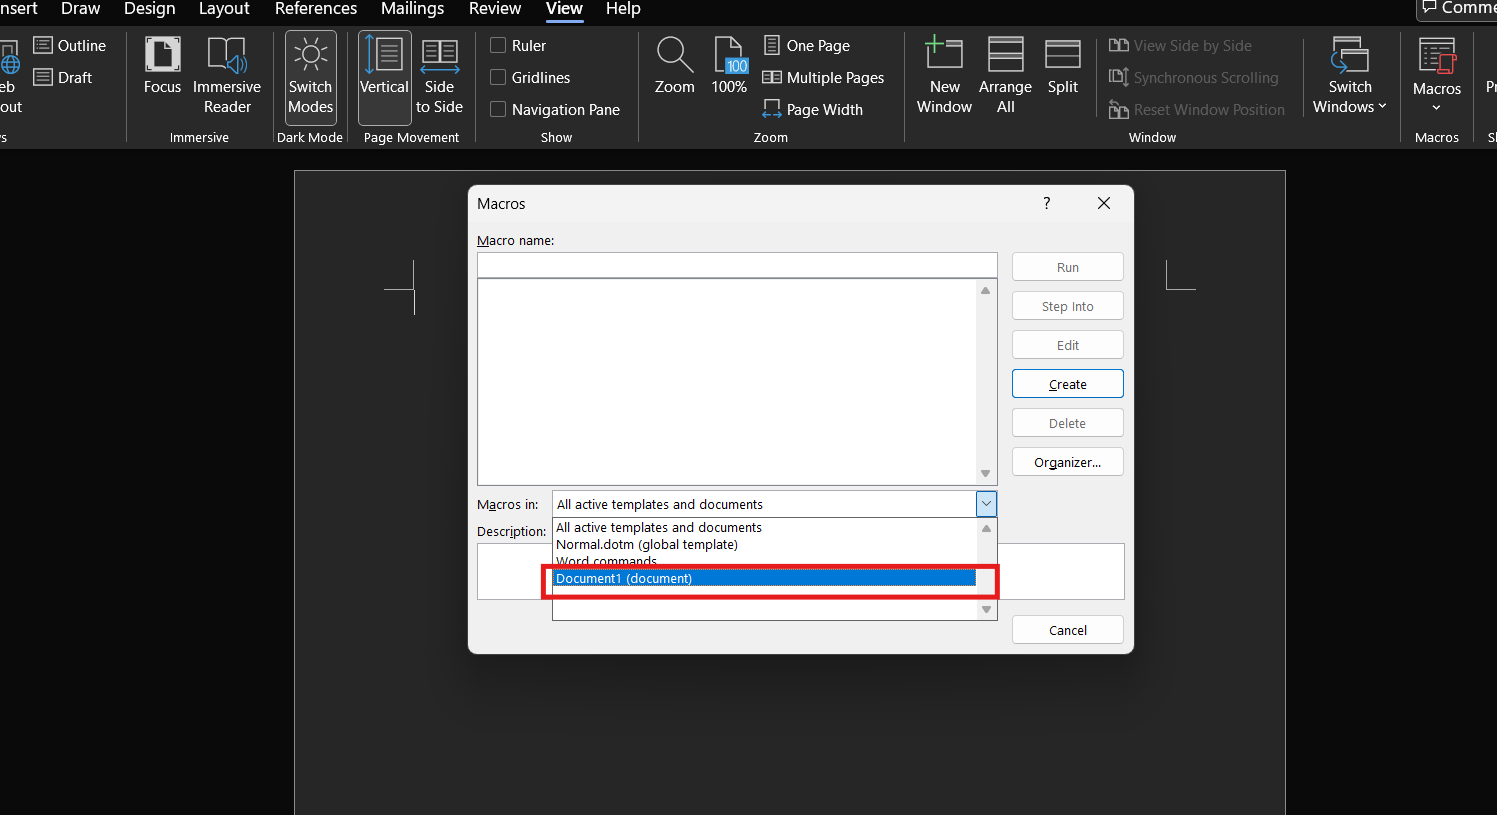 nsert Draw Design Layout References Mailings Review View Help Comme
Outline
Draft
eb
out
s
Focus
Immersive
Reader
Immersive
Switch
Modes
Dark Mode
Vertical
Side
to Side
Page Movement
Ruler
Gridlines
Navigation Pane
Show
Zoom
100
100%
One Page
Multiple Pages
Page Width
Zoom
New
Window
Arrange
All
Split
View Side by Side
Synchronous Scrolling
Reset Window Position
Window
Switch
Windows
Macros
Macros
Pr
S
Macros ?
Macro name:
Run
Step Into
Edit
Create
Delete
Organizer...
Macros in: All active templates and documents
Description:
All active templates and documents
Normal.dotm (global template)
Word commands
Document1 (document)
Cancel